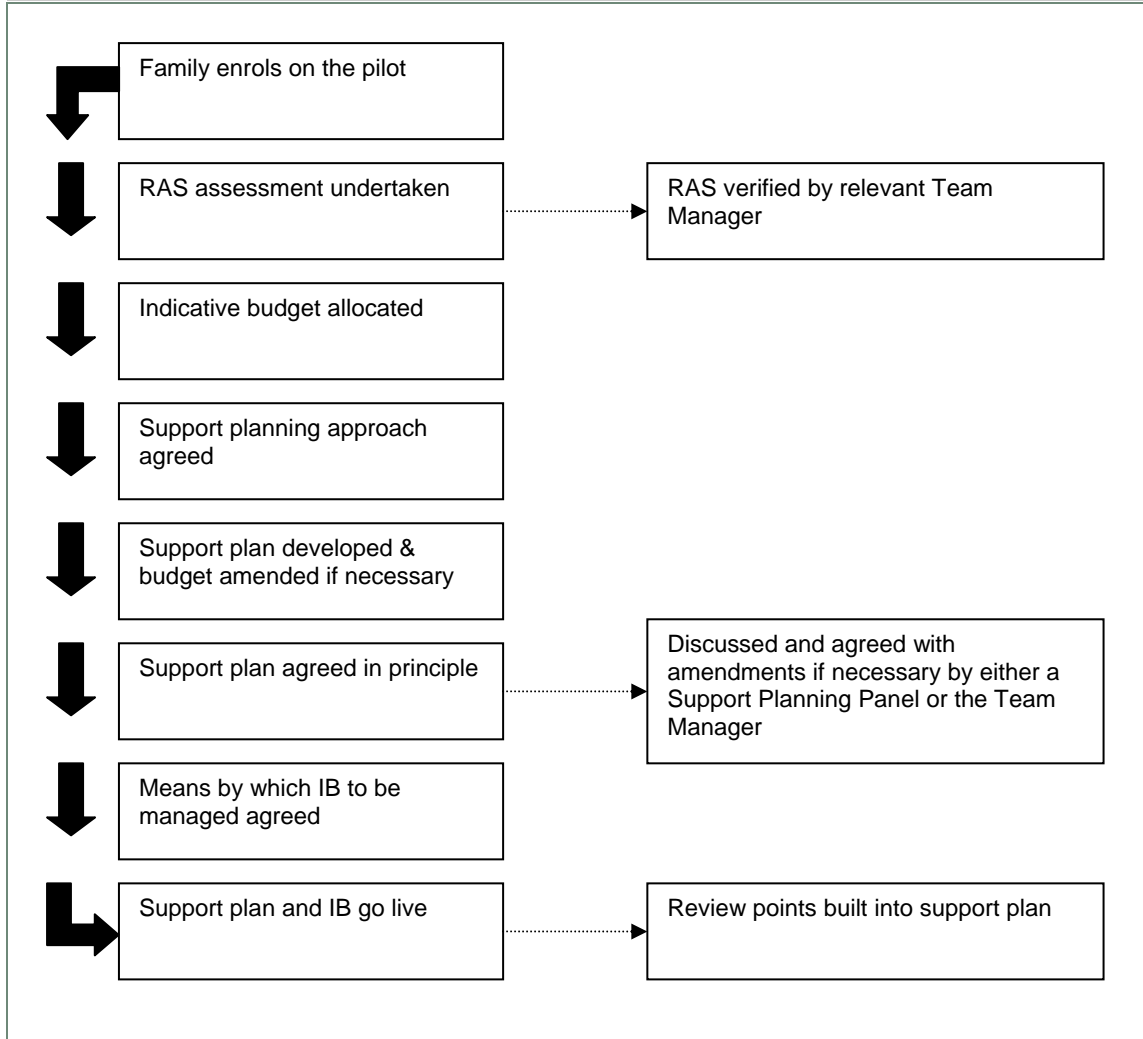 Family enrols on the pilot
RAS assessment undertaken
RAS verified by relevant Team
Manager
Indicative budget allocated
Support planning approach
agreed
Support plan developed &
budget amended if necessary
Support plan agreed in principle
Discussed and agreed with
amendments if necessary by either a
Support Planning Panel or the Team
Manager
Means by which IB to be
managed agreed
Support plan and IB go live
Review points built into support plan